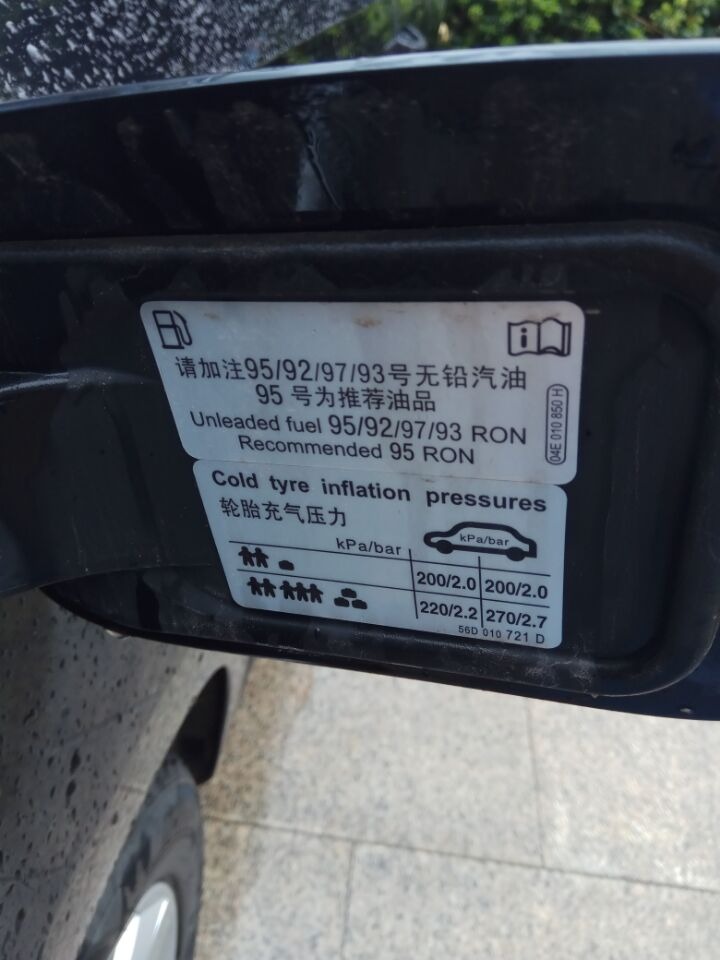 请加注95/92/97/93号无铅汽油
95 号为推荐油品
Unleaded fuel 95/92/97/93 RON
Recommended 95 RON
04E 010 850 H
Cold tyre inflation pressures
轮胎充气压力
kPa/bar
kPa/bar
200/2.0 200/2.0
220/2.2 270/2.7
56D 010 721 D